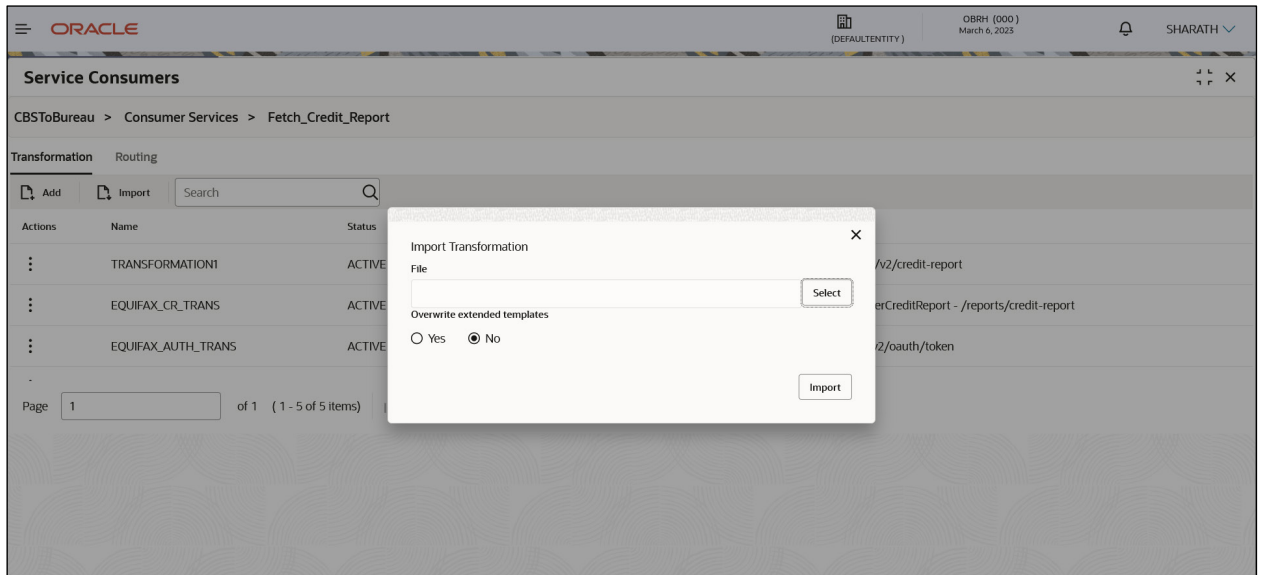 ORACLE
(DEFAULTENTITY )
OBRH (000 )
March 6, 2023
SHARATH
Service Consumers
CBSToBureau > Consumer Services > Fetch_Credit_Report
Transformation Routing
Add Import Search
Actions Name Status
TRANSFORMATION1 ACTIVE /v2/credit-report
EQUIFAX_CR_TRANS ACTIVE erCreditReport - /reports/credit-report
EQUIFAX_AUTH_TRANS ACTIVE v2/oauth/token
Page 1 of 1 ( 1 - 5 of 5 items)
Import Transformation
File
Select
Overwrite extended templates
Yes No
Import